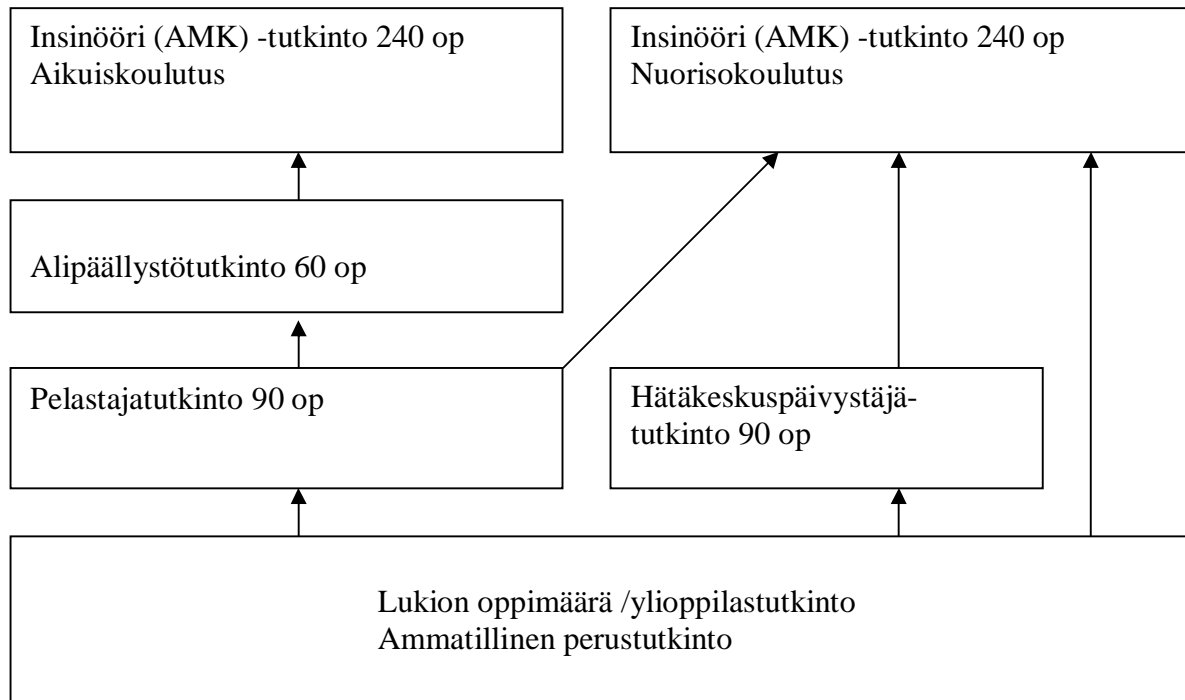 Insinööri (AMK) -tutkinto 240 op
Aikuiskoulutus
Insinööri (AMK) -tutkinto 240 op
Nuorisokoulutus
Alipäällystötutkinto 60 op
Pelastajatutkinto 90 op
Hätäkeskuspäivystäjä-
tutkinto 90 op
Lukion oppimäärä /ylioppilastutkinto
Ammatillinen perustutkinto